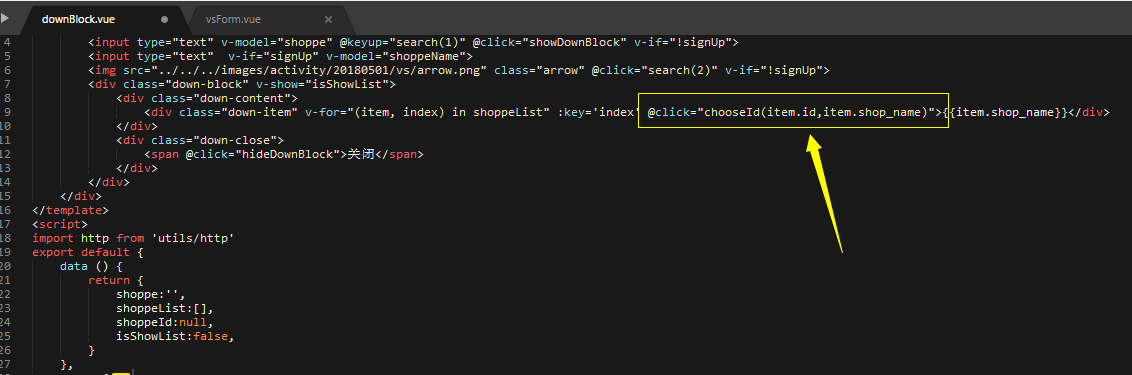 downBlock.vue
vsForm.vue
4 <input type="text" v-model="shoppe" @keyup="search(1)" @click="showDownBlock" v-if="!signUp">
5 <input type="text"  v-if="signUp" v-model="shoppeName">
6 <img src="../../../images/activity/20180501/vs/arrow.png" class="arrow" @click="search(2)" v-if="!signUp">
7 <div class="down-block" v-show="isShowList">
8 <div class="down-content">
9 <div class="down-item" v-for="(item, index) in shoppeList" :key='index' @click="chooseId(item.id,item.shop_name)">{{item.shop_name}}</div>
10 </div>
11 <div class="down-close">
12 <span @click="hideDownBlock">关闭</span>
13 </div>
14 </div>
15 </div>
16 </template>
17 <script>
18 import http from 'utils/http'
19 export default {
20 data () {
21 return {
22 shoppe:'',
23 shoppeList:[],
24 shoppeId:null,
25 isShowList:false,
26 }
27 },